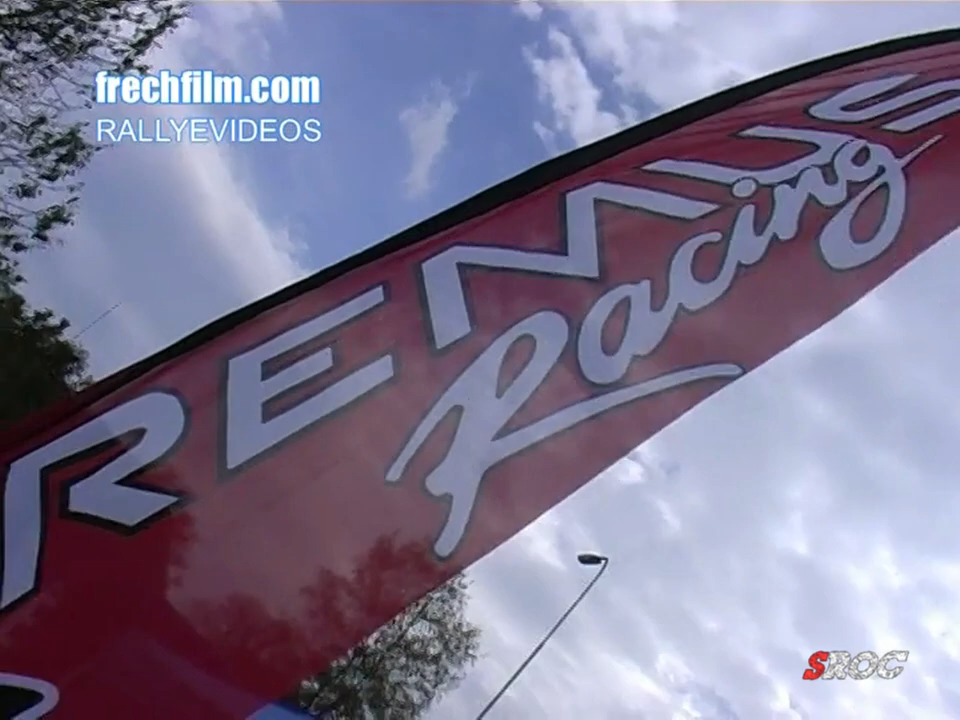 frechfilm.com
RALLYEVIDEOS
REMUS
Racing
SROC